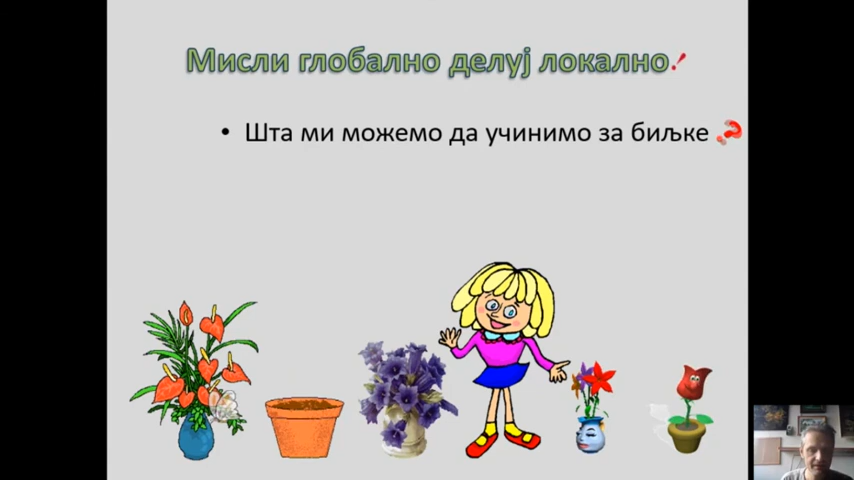 Мисли глобално делуј локално!
• Шта ми можемо да учинимо за биљке ?